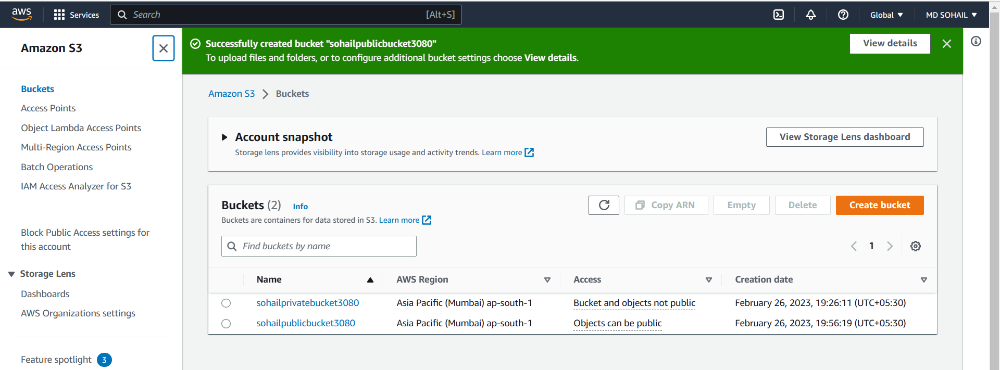 aws
Services
Search
[Alt+S]
Global ▼
MD SOHAIL ▼
Amazon S3
Buckets
Access Points
Object Lambda Access Points
Multi-Region Access Points
Batch Operations
IAM Access Analyzer for S3
Block Public Access settings for
this account
Storage Lens
Dashboards
AWS Organizations settings
Feature spotlight 3
Successfully created bucket "sohailpublicbucket3080"
To upload files and folders, or to configure additional bucket settings choose View details.
View details
Amazon S3 > Buckets
Account snapshot
Storage lens provides visibility into storage usage and activity trends. Learn more
View Storage Lens dashboard
Buckets (2) Info
Buckets are containers for data stored in S3. Learn more
Copy ARN
Empty
Delete
Create bucket
Find buckets by name
1
Name AWS Region Access Creation date
sohailprivatebucket3080 Asia Pacific (Mumbai) ap-south-1 Bucket and objects not public February 26, 2023, 19:26:11 (UTC+05:30)
sohailpublicbucket3080 Asia Pacific (Mumbai) ap-south-1 Objects can be public February 26, 2023, 19:56:19 (UTC+05:30)